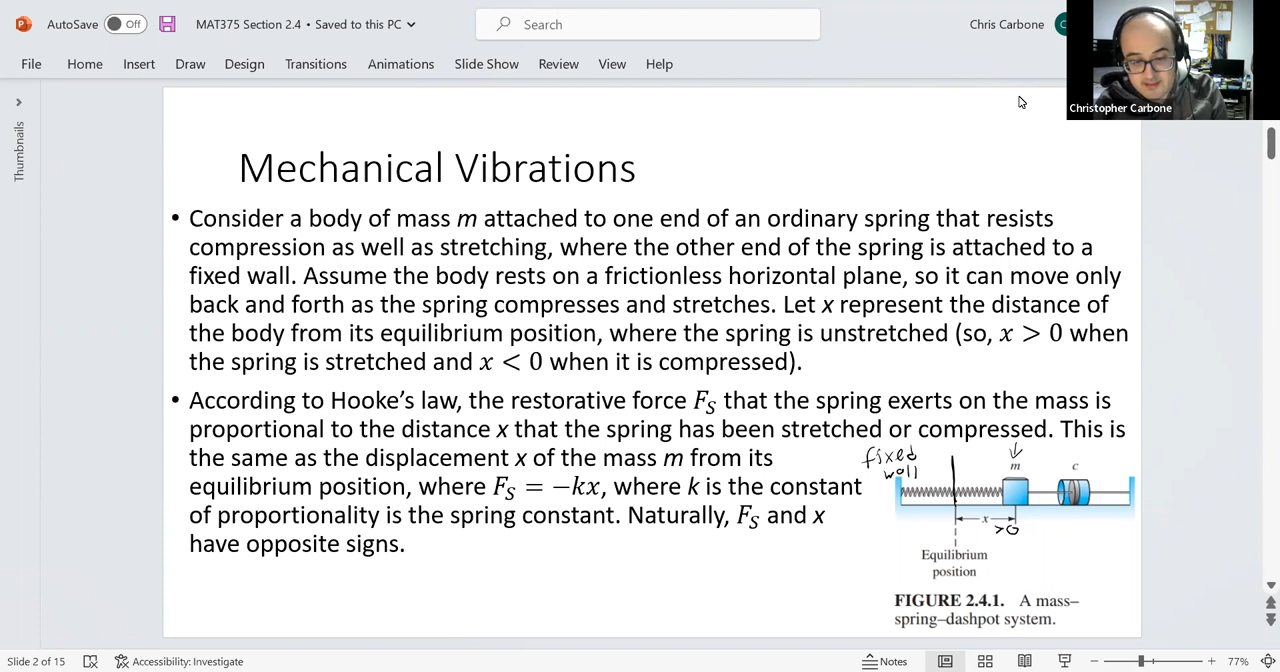 AutoSave Off MAT375 Section 2.4 • Saved to this PC Search Chris Carbone C
File Home Insert Draw Design Transitions Animations Slide Show Review View Help
Christopher Carbone
Thumbnails
Mechanical Vibrations
• Consider a body of mass m attached to one end of an ordinary spring that resists
compression as well as stretching, where the other end of the spring is attached to a
fixed wall. Assume the body rests on a frictionless horizontal plane, so it can move only
back and forth as the spring compresses and stretches. Let x represent the distance of
the body from its equilibrium position, where the spring is unstretched (so, x > 0 when
the spring is stretched and x < 0 when it is compressed).
• According to Hooke’s law, the restorative force F_S that the spring exerts on the mass is
proportional to the distance x that the spring has been stretched or compressed. This is
the same as the displacement x of the mass m from its
equilibrium position, where F_S = −kx, where k is the constant
of proportionality is the spring constant. Naturally, F_S and x
have opposite signs.
fixed
wall
m c
x
>0
Equilibrium
position
FIGURE 2.4.1. A mass–
spring–dashpot system.
Slide 2 of 15 Accessibility: Investigate Notes 77%